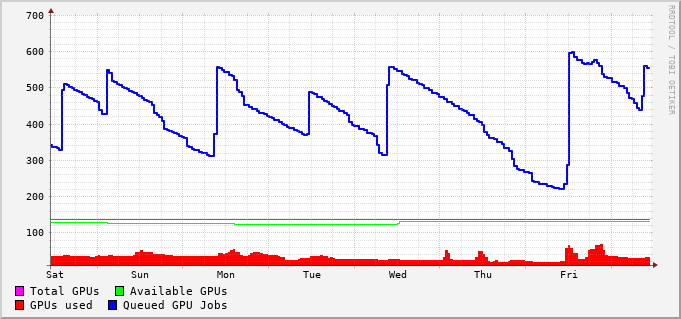 700
600
500
400
300
200
100
Sat Sun Mon Tue Wed Thu Fri
Total GPUs Available GPUs
GPUs used Queued GPU Jobs
RRDTOOL / TOBI OETIKER